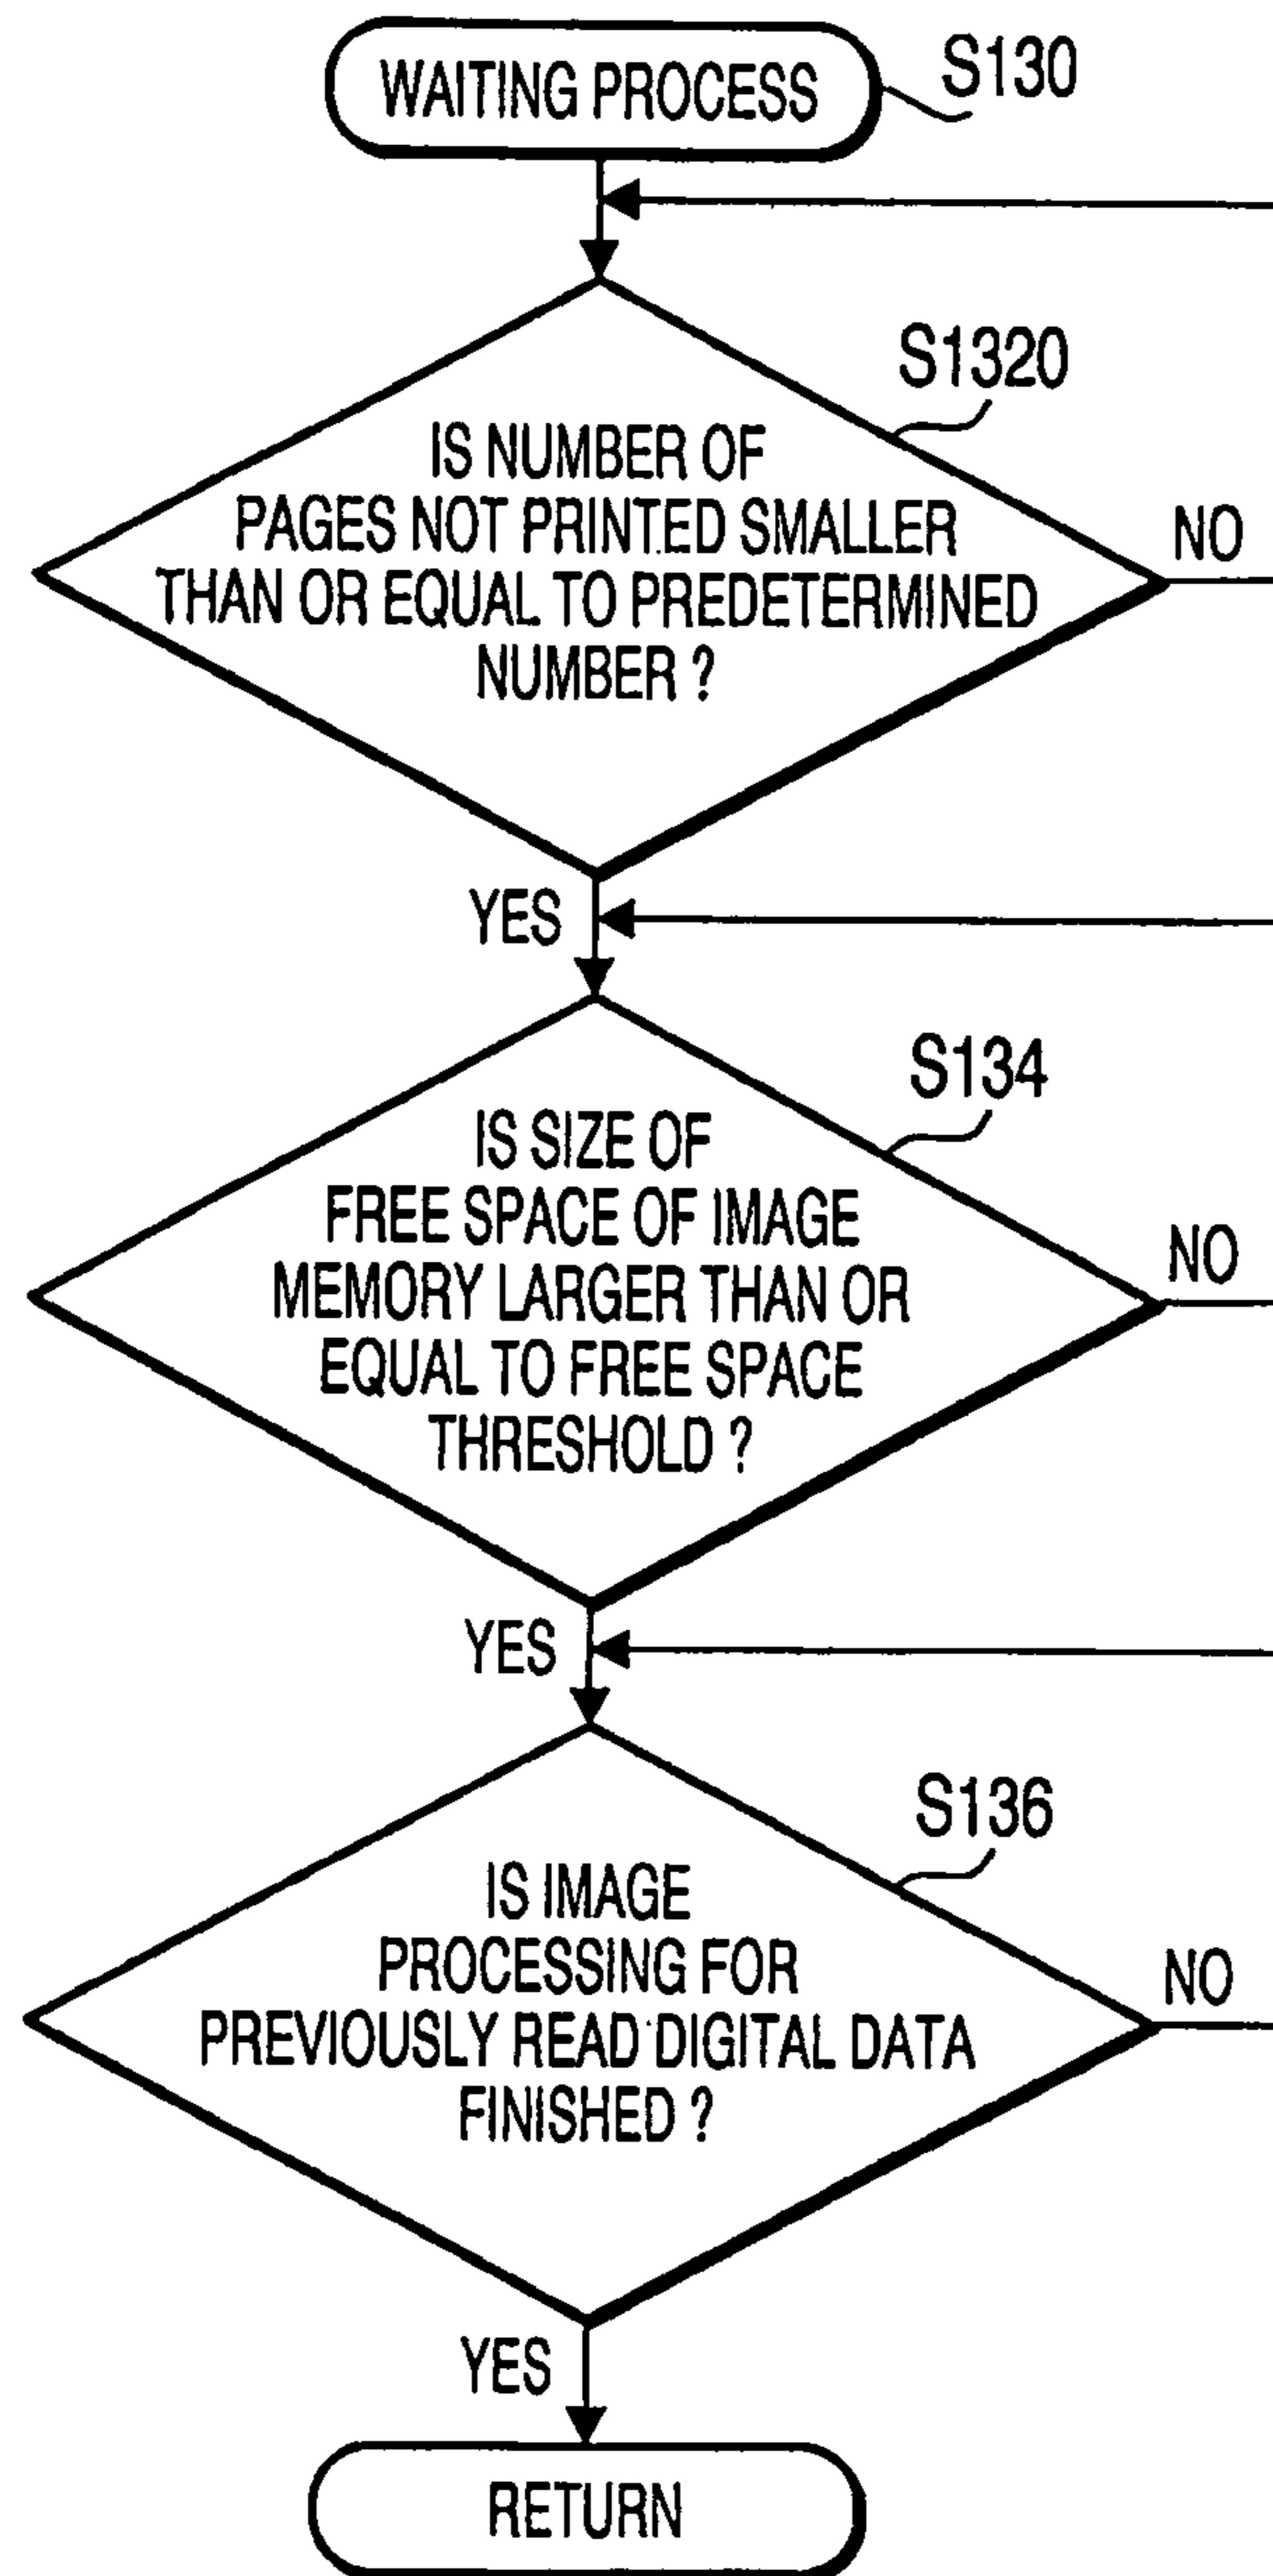 WAITING PROCESS
S130
S1320
IS NUMBER OF
PAGES NOT PRINTED SMALLER
THAN OR EQUAL TO PREDETERMINED
NUMBER ?
NO
YES
S134
IS SIZE OF
FREE SPACE OF IMAGE
MEMORY LARGER THAN OR
EQUAL TO FREE SPACE
THRESHOLD ?
NO
YES
S136
IS IMAGE
PROCESSING FOR
PREVIOUSLY READ DIGITAL DATA
FINISHED ?
NO
YES
RETURN